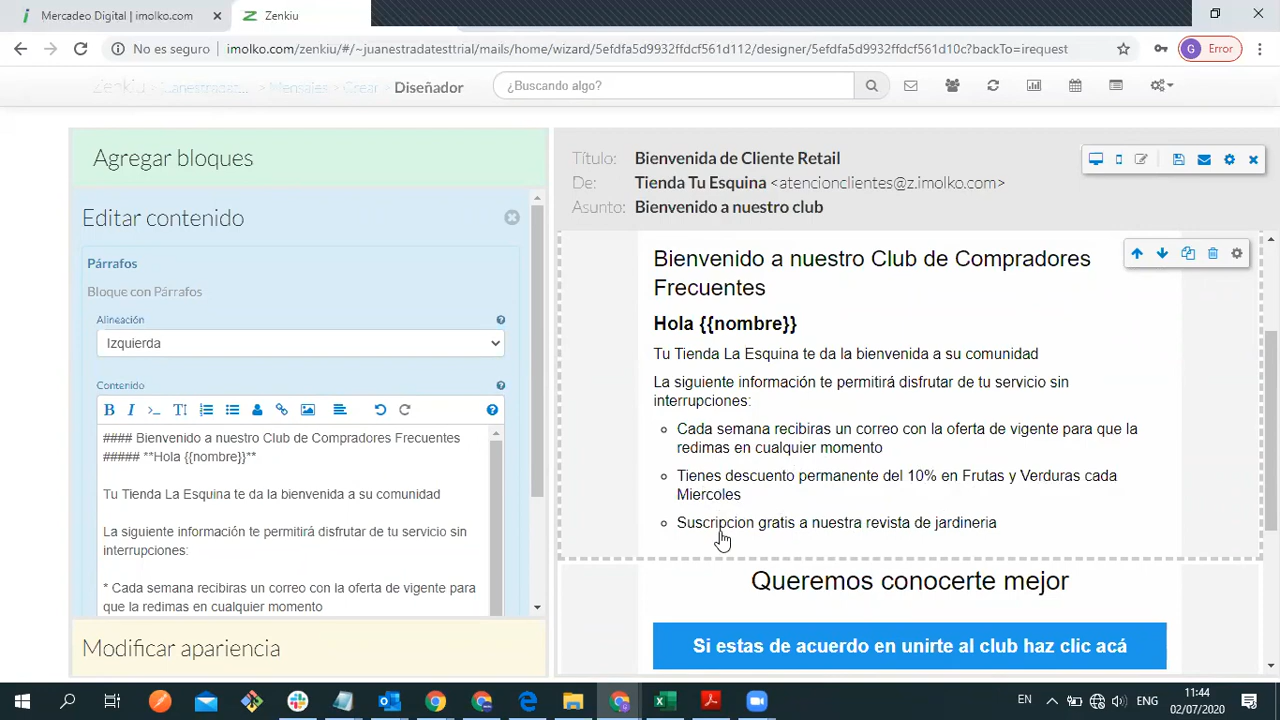 Mercadeo Digital | imolko.com
Zenkiu
No es seguro
imolko.com/zenkiu/#/~juanestradatesttrial/mails/home/wizard/5efdfa5d9932ffdcf561d112/designer/5efdfa5d9932ffdcf561d10c?backTo=irequest
G
Error
Mensajes > Crear > Diseñador
¿Buscando algo?
Agregar bloques
Editar contenido
Párrafos
Bloque con Párrafos
Alineación
Izquierda
Contenido
#### Bienvenido a nuestro Club de Compradores Frecuentes
##### **Hola {{nombre}}**
Tu Tienda La Esquina te da la bienvenida a su comunidad
La siguiente información te permitirá disfrutar de tu servicio sin
interrupciones:
* Cada semana recibiras un correo con la oferta de vigente para
que la redimas en cualquier momento
Modificar apariencia
Título: Bienvenida de Cliente Retail
De: Tienda Tu Esquina <atencionclientes@z.imolko.com>
Asunto: Bienvenido a nuestro club
Bienvenido a nuestro Club de Compradores
Frecuentes
Hola {{nombre}}
Tu Tienda La Esquina te da la bienvenida a su comunidad
La siguiente información te permitirá disfrutar de tu servicio sin
interrupciones:
Cada semana recibiras un correo con la oferta de vigente para que la
redimas en cualquier momento
Tienes descuento permanente del 10% en Frutas y Verduras cada
Miercoles
Suscripcion gratis a nuestra revista de jardineria
Queremos conocerte mejor
Si estas de acuerdo en unirte al club haz clic acá
EN
ENG
11:44
02/07/2020